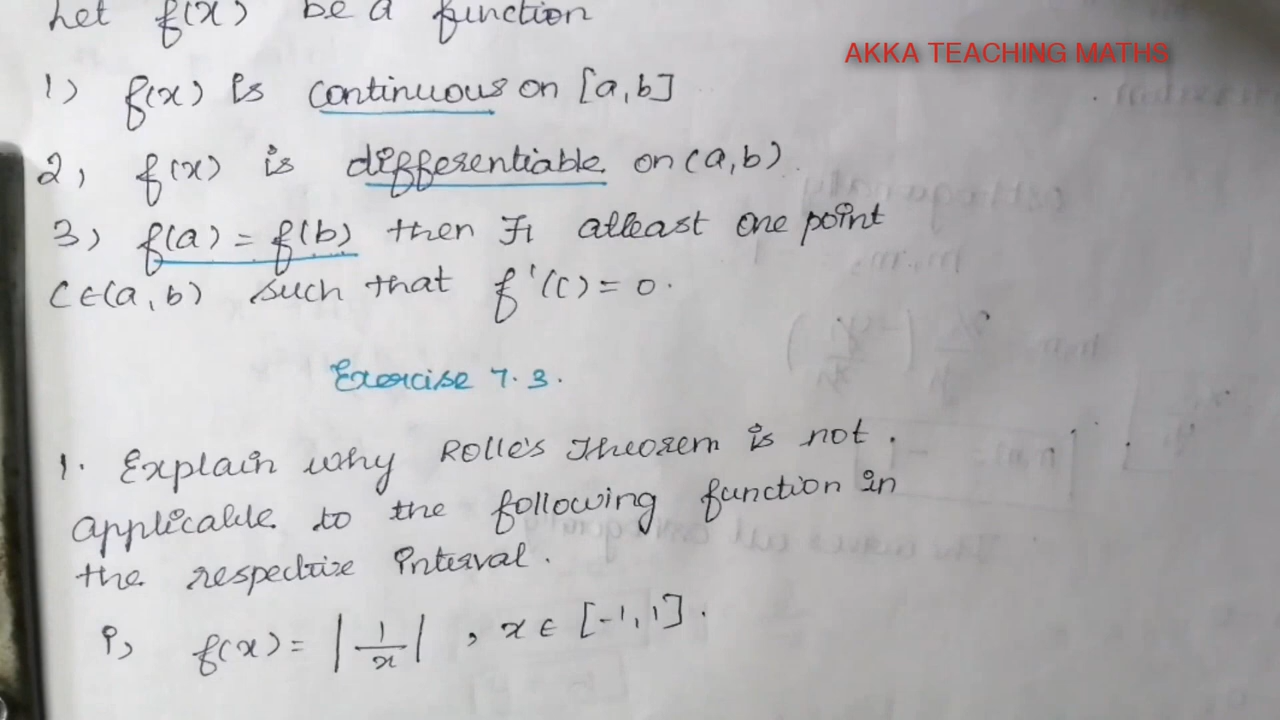 Let f(x) be a function
AKKA TEACHING MATHS
1) f(x) is continuous on [a,b]
2, f(x) is differentiable on (a,b)
3) f(a) = f(b) then ∃ atleast one point
C∈(a,b) such that f'(c) = 0.
Exercise 7.3.
1. Explain why Rolle's Theorem is not
applicable to the following function in
the respective interval.
i, f(x) = |1/x| , x ∈ [-1,1].